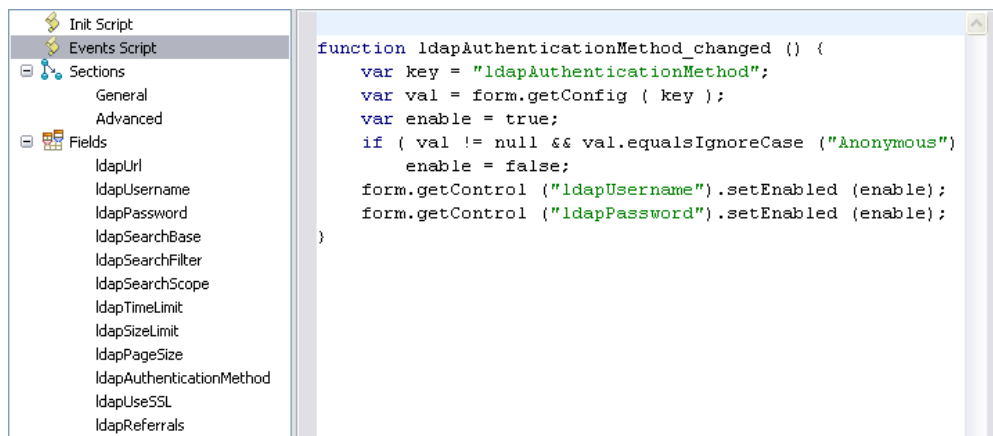 Init Script
Events Script
Sections
General
Advanced
Fields
ldapUrl
ldapUsername
ldapPassword
ldapSearchBase
ldapSearchFilter
ldapSearchScope
ldapTimeLimit
ldapSizeLimit
ldapPageSize
ldapAuthenticationMethod
ldapUseSSL
ldapReferrals
function ldapAuthenticationMethod_changed () {
    var key = "ldapAuthenticationMethod";
    var val = form.getConfig ( key );
    var enable = true;
    if ( val != null && val.equalsIgnoreCase ("Anonymous")
        enable = false;
    form.getControl ("ldapUsername").setEnabled (enable);
    form.getControl ("ldapPassword").setEnabled (enable);
}